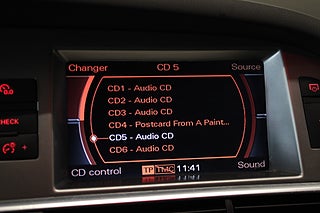 Changer CD 5 Source
CD1 - Audio CD
CD2 - Audio CD
CD3 - Audio CD
CD4 - Postcard From A Paint...
CD5 - Audio CD
CD6 - Audio CD
CHECK
CD control TP 11:41 Sound